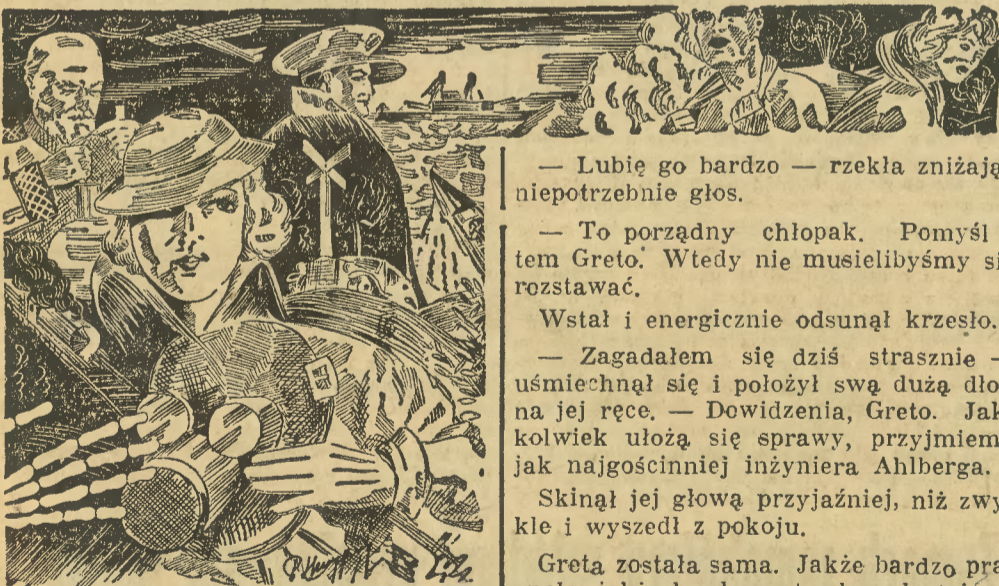 — Lubię go bardzo — rzekła zniżają
niepotrzebnie głos.
— To porządny chłopak. Pomyśl
tem Greto. Wtedy nie musielibyśmy si
rozstawać.
Wstał i energicznie odsunął krzesło.
— Zagadałem się dziś strasznie —
uśmiechnął się i położył swą dużą dło
na jej ręce. — Dowidzenia, Greto. Jak
kolwiek ułożą się sprawy, przyjmiem
jak najgościnniej inżyniera Ahlberga.
Skinął jej głową przyjaźniej, niż zwy
kle i wyszedł z pokoju.
Greta została sama. Jakże bardzo pra